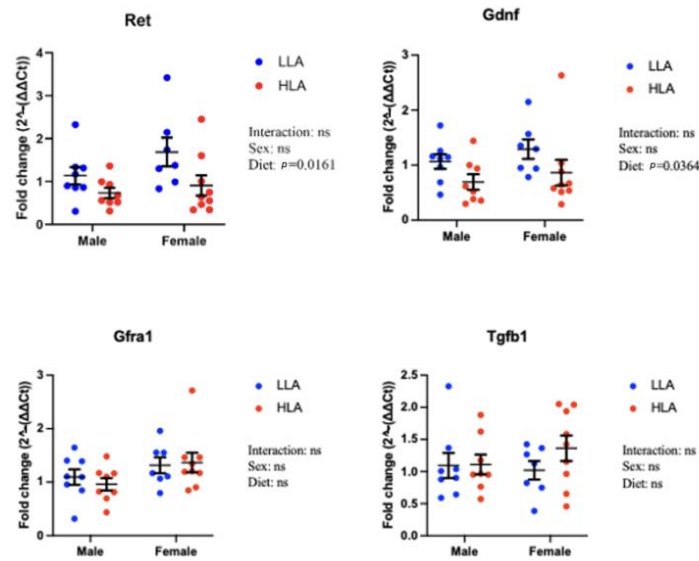 Ret
Fold change (2^-(ΔΔCt))
4
3
2
1
0
Male
Female
LLA
HLA
Interaction: ns
Sex: ns
Diet: p=0.0161
Gdnf
Fold change (2^-(ΔΔCt))
3
2
1
0
Male
Female
LLA
HLA
Interaction: ns
Sex: ns
Diet: p=0.0364
Gfra1
Fold change (2^-(ΔΔCt))
3
2
1
0
Male
Female
LLA
HLA
Interaction: ns
Sex: ns
Diet: ns
Tgfb1
Fold change (2^-(ΔΔCt))
2.5
2.0
1.5
1.0
0.5
0.0
Male
Female
LLA
HLA
Interaction: ns
Sex: ns
Diet: ns